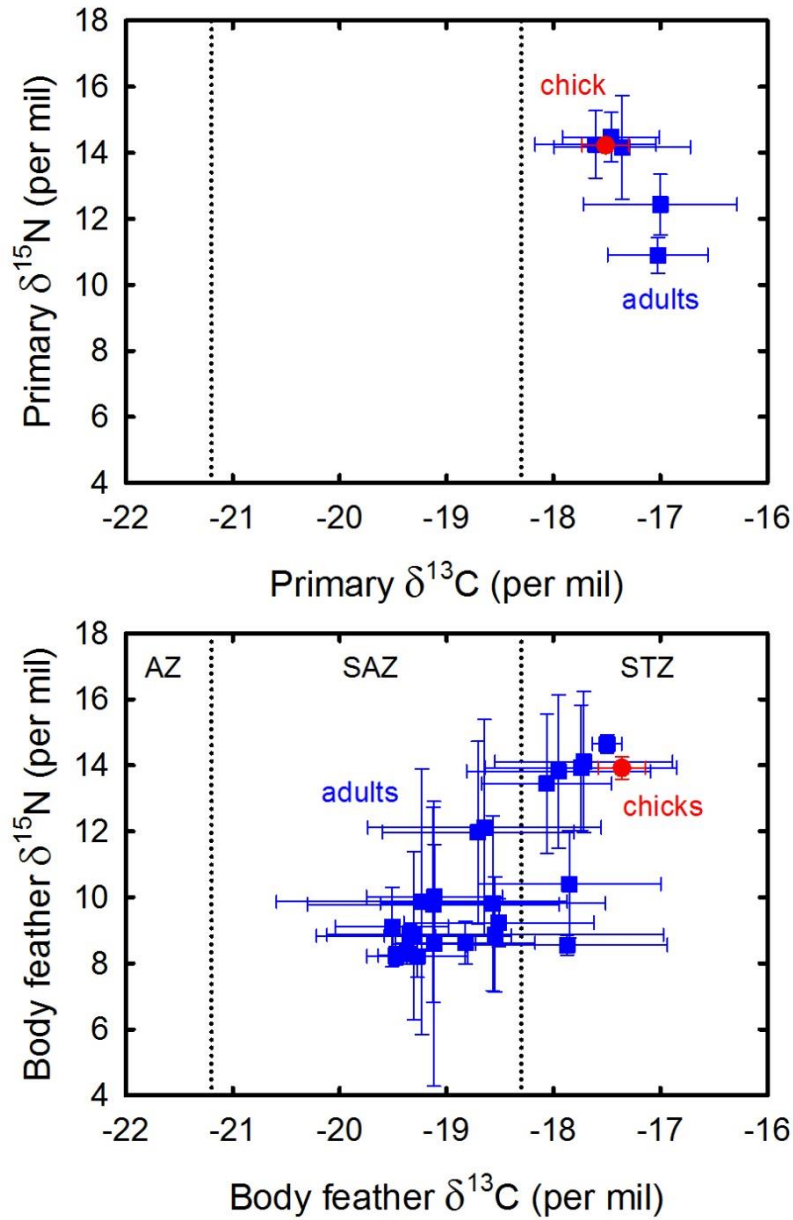 18
16
14
12
10
8
6
4
Primary δ¹⁵N (per mil)
chick
adults
-22 -21 -20 -19 -18 -17 -16
Primary δ¹³C (per mil)
18
16
14
12
10
8
6
4
Body feather δ¹⁵N (per mil)
AZ SAZ STZ
adults
chicks
-22 -21 -20 -19 -18 -17 -16
Body feather δ¹³C (per mil)